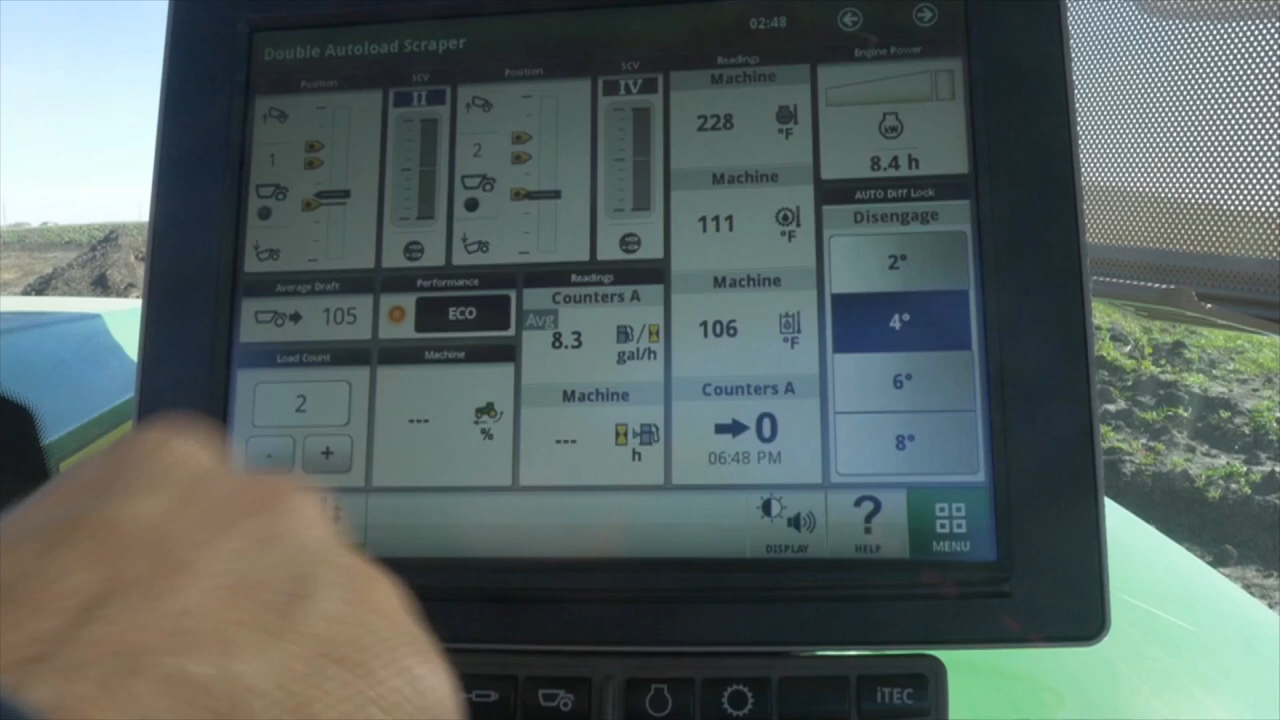 02:48
Double Autoload Scraper
Position
SCV
II
1
Position
2
SCV
IV
Readings
Machine
228
°F
Machine
111
°F
Machine
106
°F
Counters A
0
06:48 PM
Engine Power
kW
8.4 h
AUTO Diff Lock
Disengage
2°
4°
6°
8°
Average Draft
105
Performance
ECO
Readings
Counters A
Avg
8.3
gal/h
Machine
---
h
Load Count
2
- +
Machine
---
%
DISPLAY
? HELP
MENU
iTEC